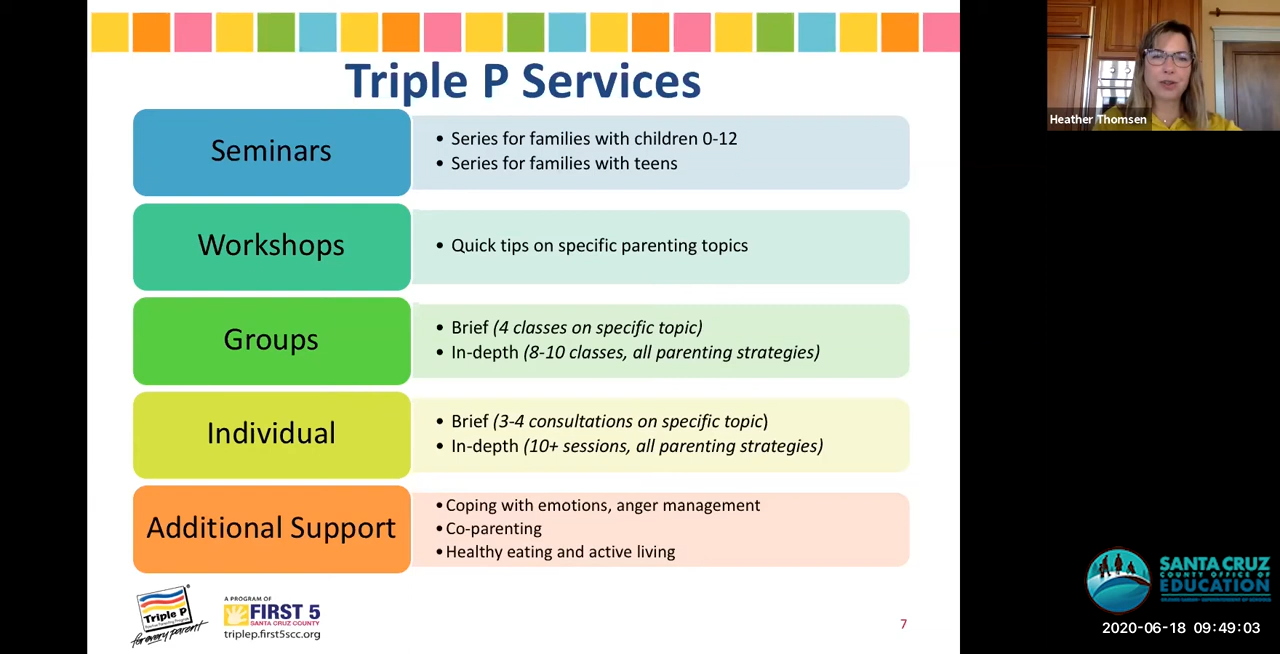 Triple P Services
Seminars
• Series for families with children 0-12
• Series for families with teens
Workshops
• Quick tips on specific parenting topics
Groups
• Brief (4 classes on specific topic)
• In-depth (8-10 classes, all parenting strategies)
Individual
• Brief (3-4 consultations on specific topic)
• In-depth (10+ sessions, all parenting strategies)
Additional Support
• Coping with emotions, anger management
• Co-parenting
• Healthy eating and active living
Triple P
for every parent
A PROGRAM OF
FIRST 5
SANTA CRUZ COUNTY
triplep.first5scc.org
7
Heather Thomsen
SANTA CRUZ
COUNTY OFFICE OF
EDUCATION
2020-06-18 09:49:03